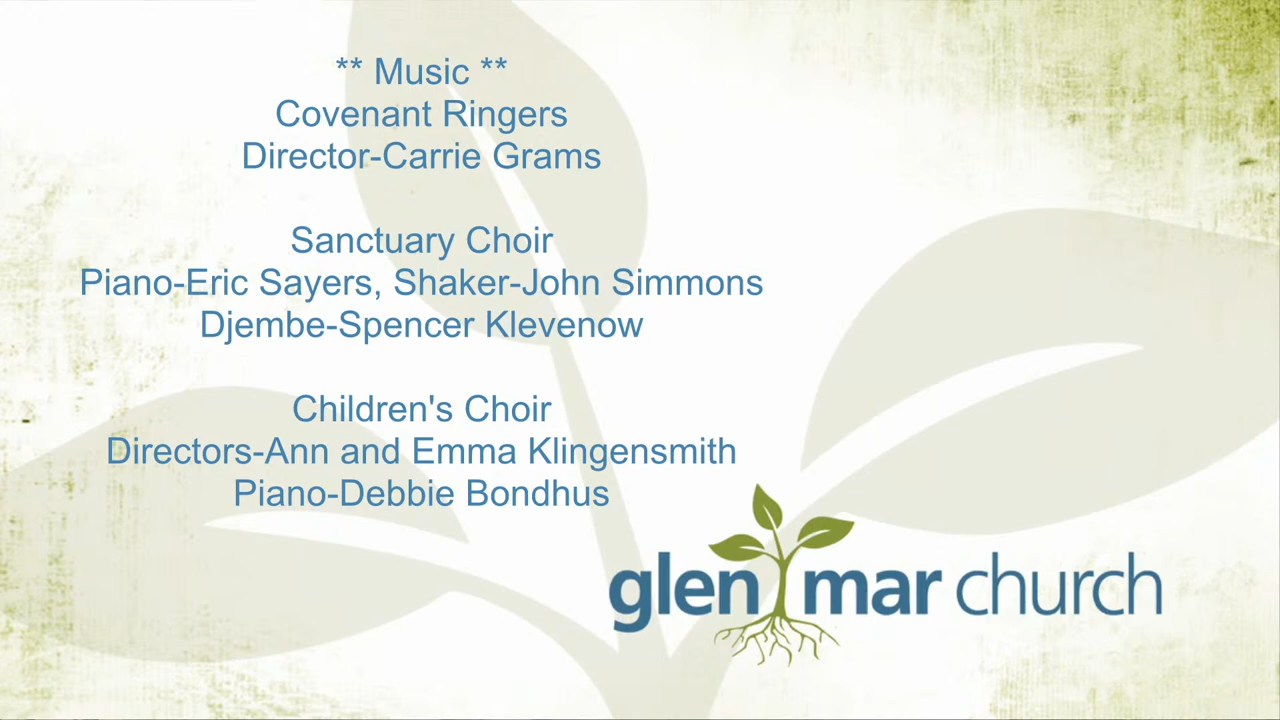 ** Music **
Covenant Ringers
Director-Carrie Grams
Sanctuary Choir
Piano-Eric Sayers, Shaker-John Simmons
Djembe-Spencer Klevenow
Children's Choir
Directors-Ann and Emma Klingensmith
Piano-Debbie Bondhus
glen mar church